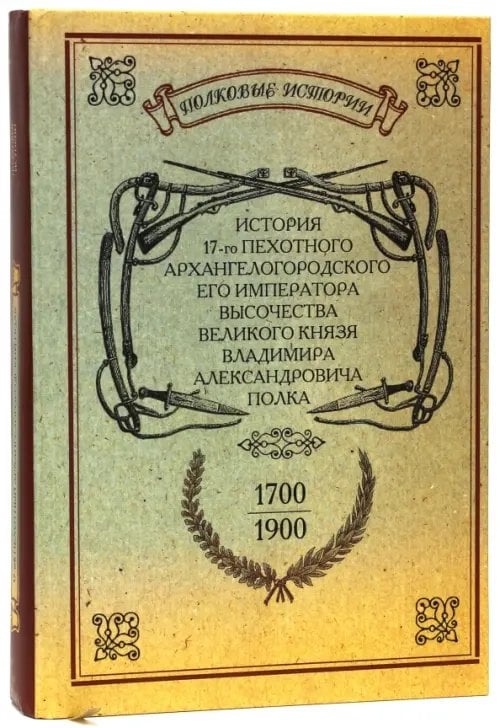 ПОЛКОВЫЕ ИСТОРИИ
ИСТОРИЯ
17-го ПЕХОТНОГО
АРХАНГЕЛОГОРОДСКОГО
ЕГО ИМПЕРАТОРА
ВЫСОЧЕСТВА
ВЕЛИКОГО КНЯЗЯ
ВЛАДИМИРА
АЛЕКСАНДРОВИЧА
ПОЛКА
1700
1900